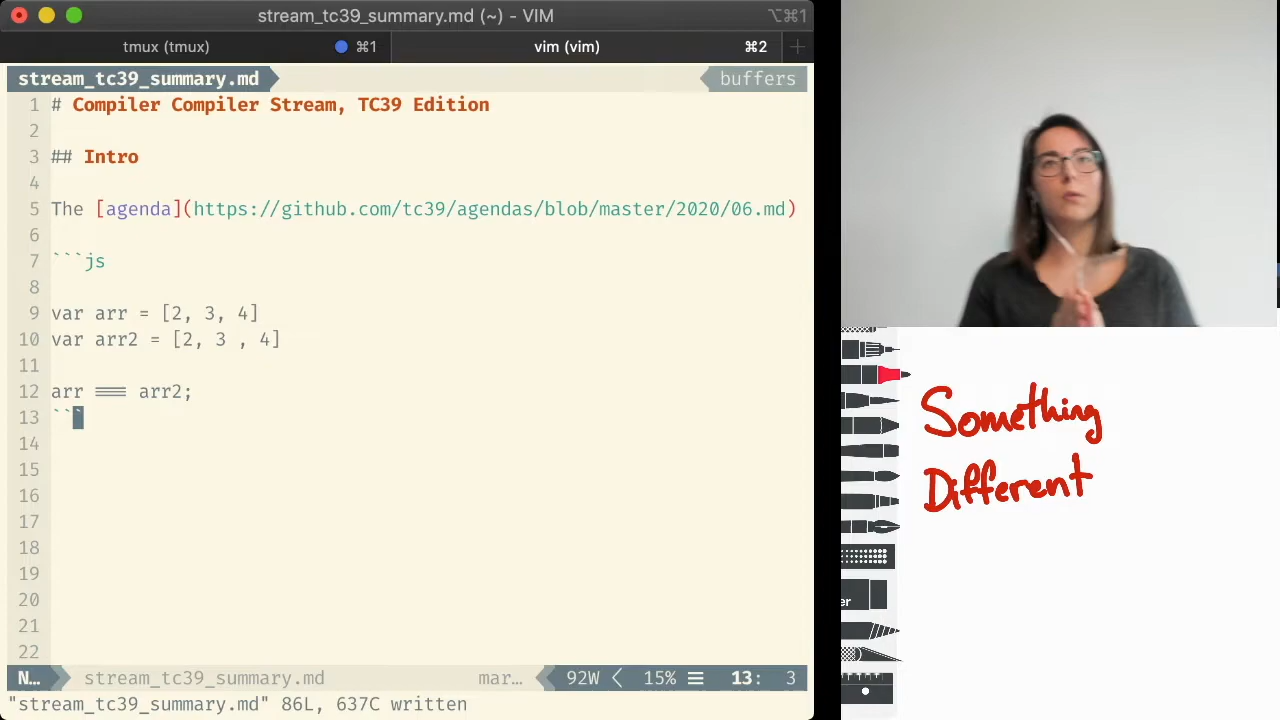 stream_tc39_summary.md (~) - VIM
⌥⌘1
tmux (tmux)
⌘1
vim (vim)
⌘2
+
stream_tc39_summary.md
buffers
1 # Compiler Compiler Stream, TC39 Edition
2
3 ## Intro
4
5 The [agenda](https://github.com/tc39/agendas/blob/master/2020/06.md)
6
7 ```js
8
9 var arr = [2, 3, 4]
10 var arr2 = [2, 3 , 4]
11
12 arr === arr2;
13 ```
14
15
16
17
18
19
20
21
22
N... stream_tc39_summary.md mar... 92W 15% ☰ 13: 3
"stream_tc39_summary.md" 86L, 637C written
Something
Different
er